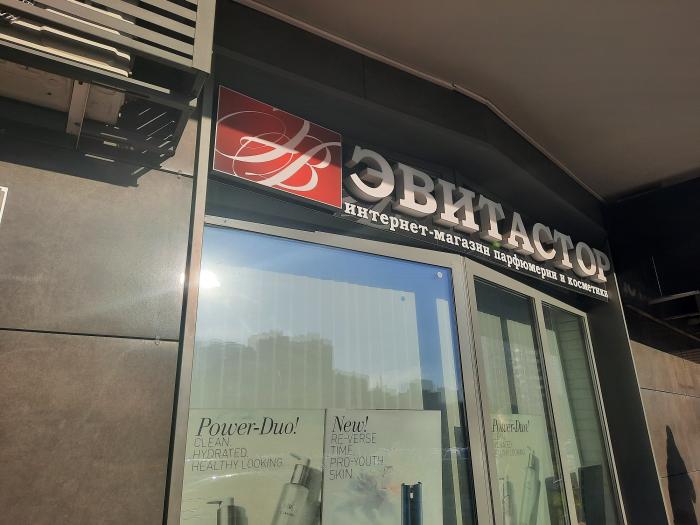 ЭВИТАСТОР
интернет-магазин парфюмерии и косметики
Power-Duo!
CLEAN.
HYDRATED.
HEALTHY LOOKING.
New!
RE-VERSE
TIME.
PRO-YOUTH
SKIN.
Power-Duo!